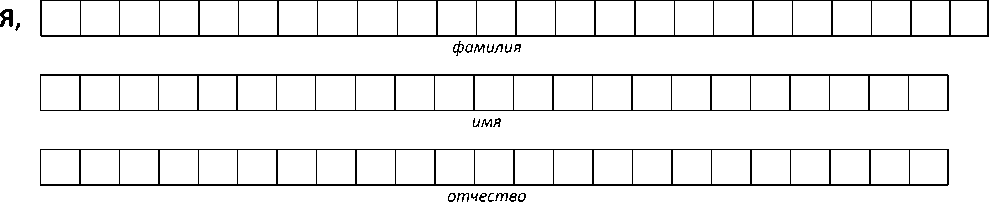 Я,
фамилия
имя
отчество